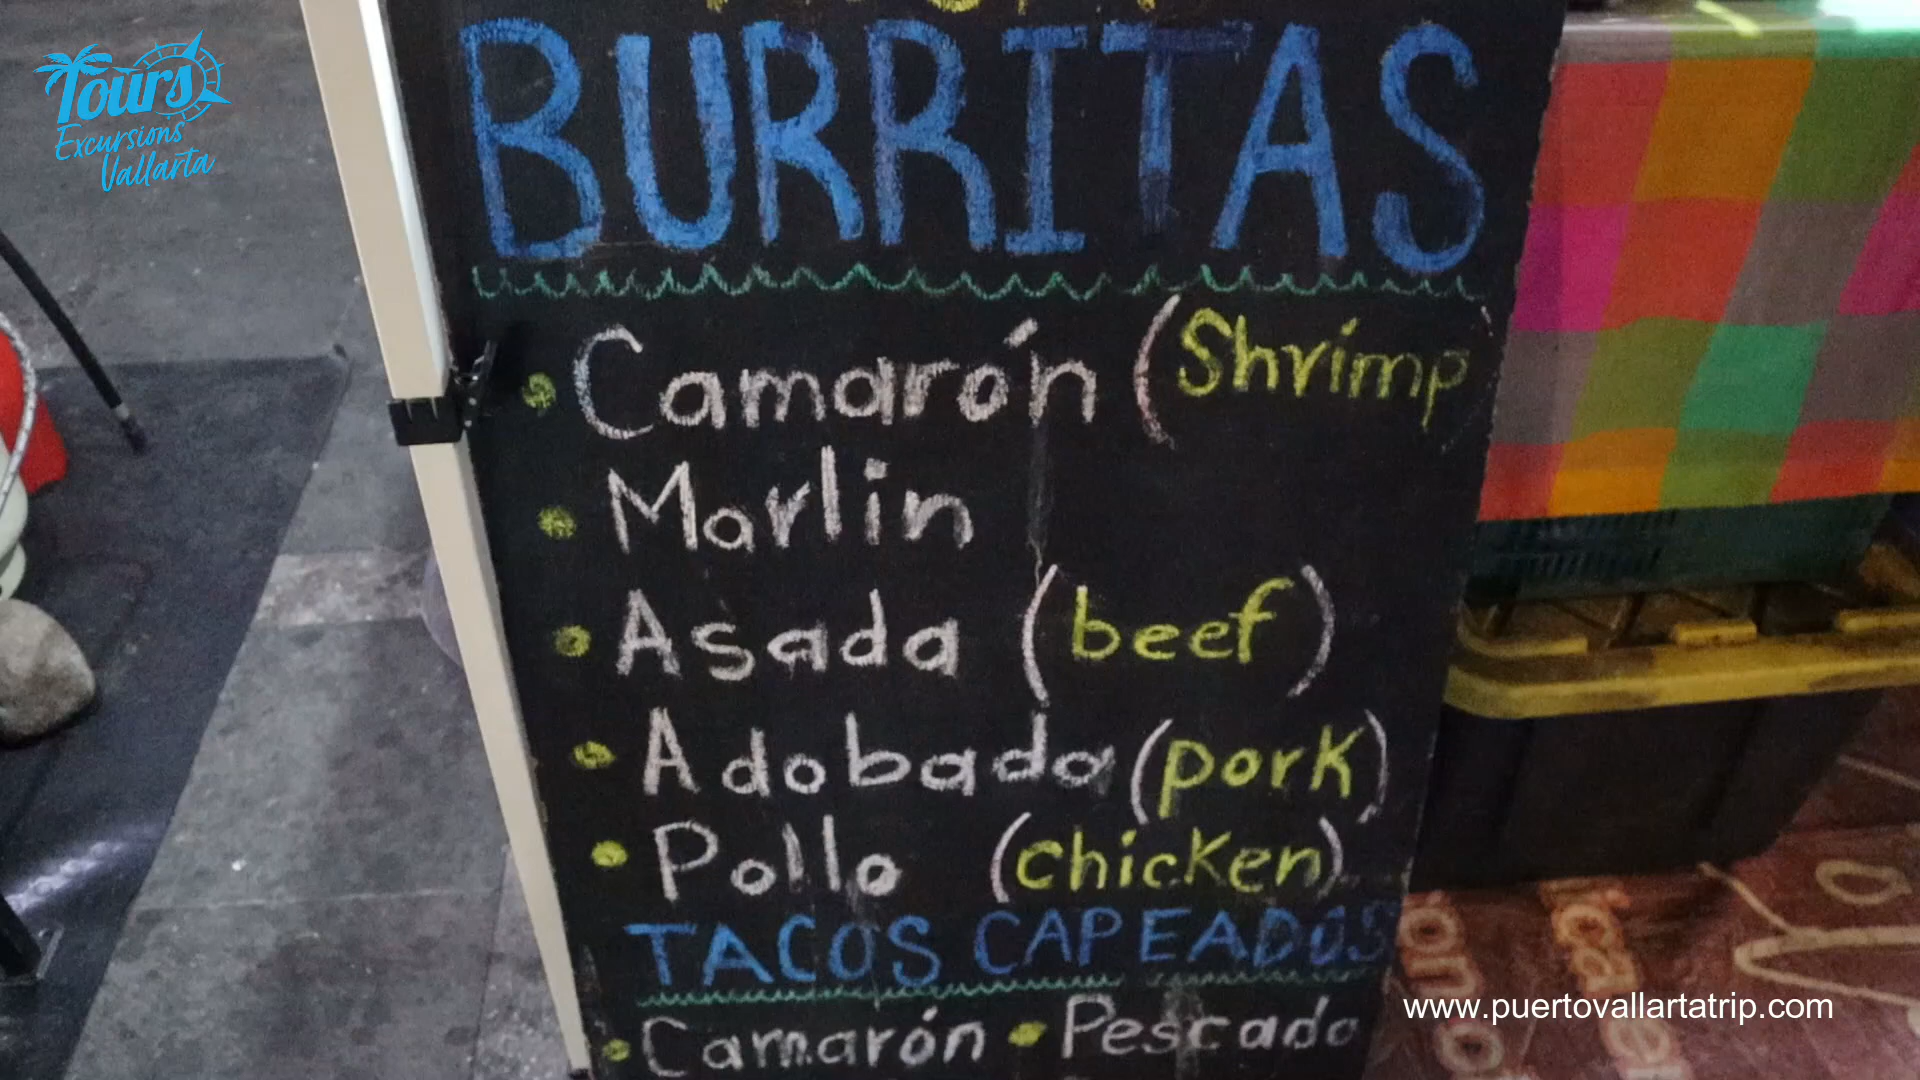 Tours
Excursions
Vallarta
BURRITAS
• Camarón (Shrimp)
• Marlin
• Asada (beef)
• Adobada (pork)
• Pollo (chicken)
TACOS CAPEADOS
• Camarón • Pescado
www.puertovallartatrip.com